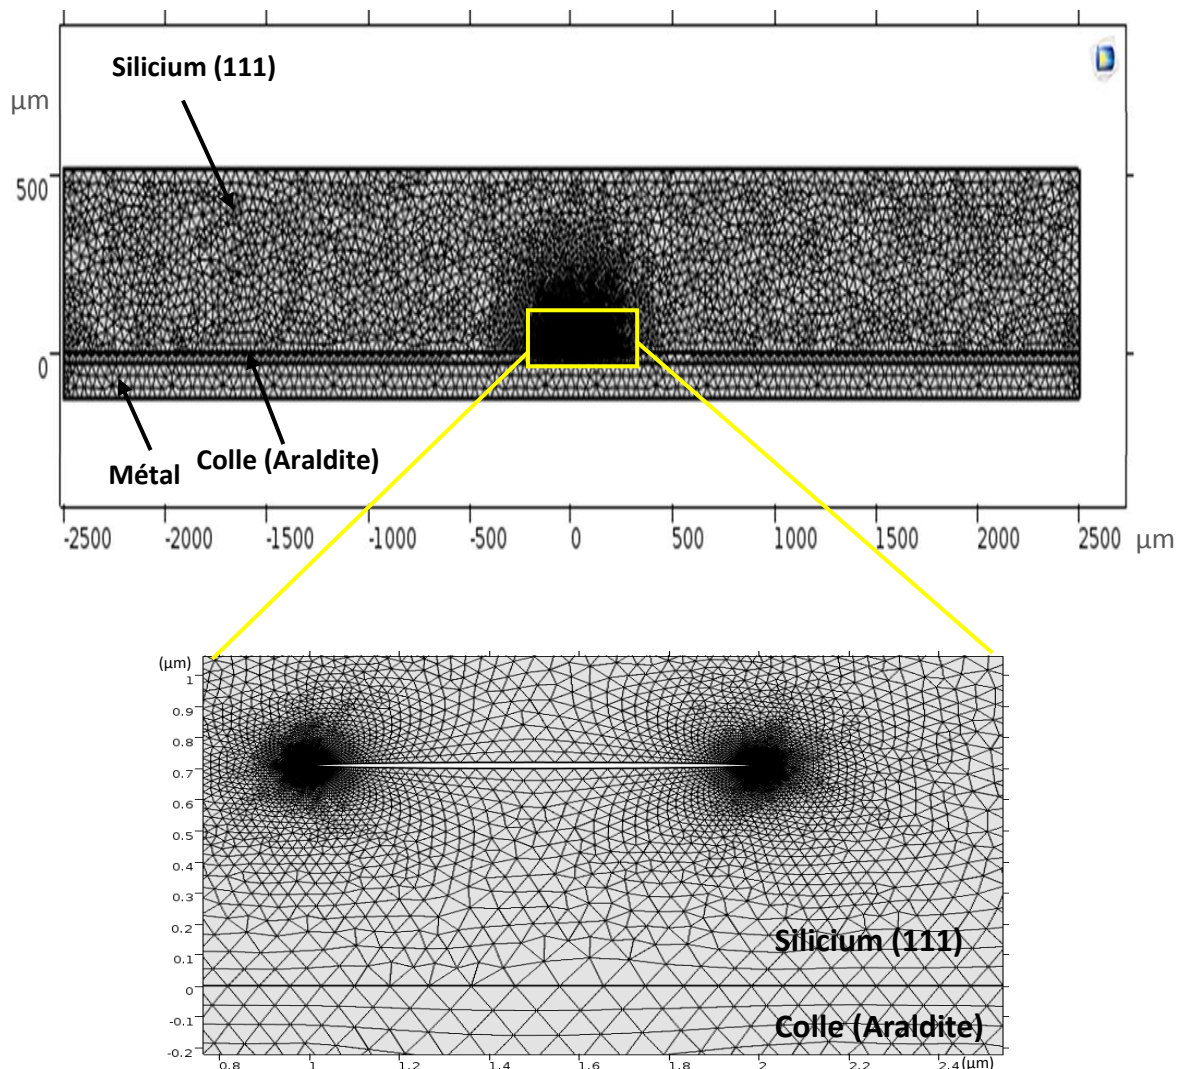 Silicium (111)
µm
500
0
Métal
Colle (Araldite)
-2500 -2000 -1500 -1000 -500 0 500 1000 1500 2000 2500 µm
(µm)
1
0.9
0.8
0.7
0.6
0.5
0.4
0.3
0.2
Silicium (111)
0.1
0
Colle (Araldite)
-0.1
-0.2
0.8 1 1.2 1.4 1.6 1.8 2 2.2 2.4 (µm)